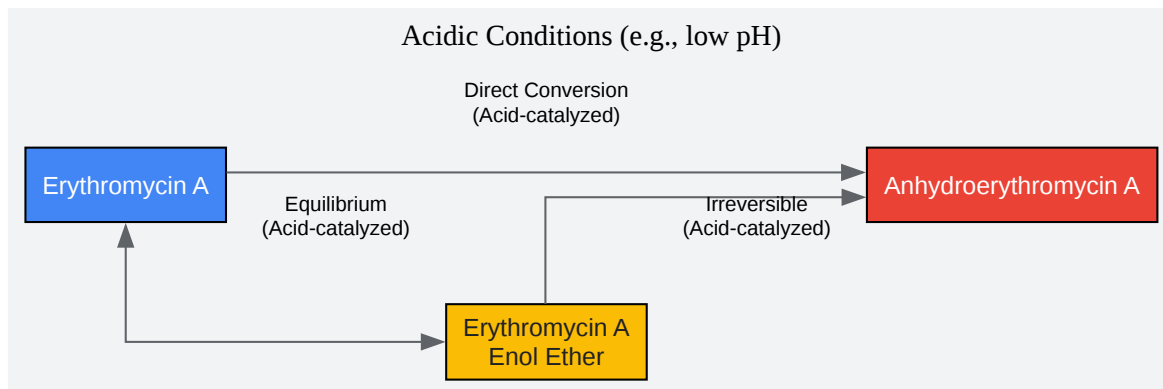 Acidic Conditions (e.g., low pH)
Direct Conversion
(Acid-catalyzed)
Erythromycin A
Anhydroerythromycin A
Equilibrium
(Acid-catalyzed)
Irreversible
(Acid-catalyzed)
Erythromycin A
Enol Ether